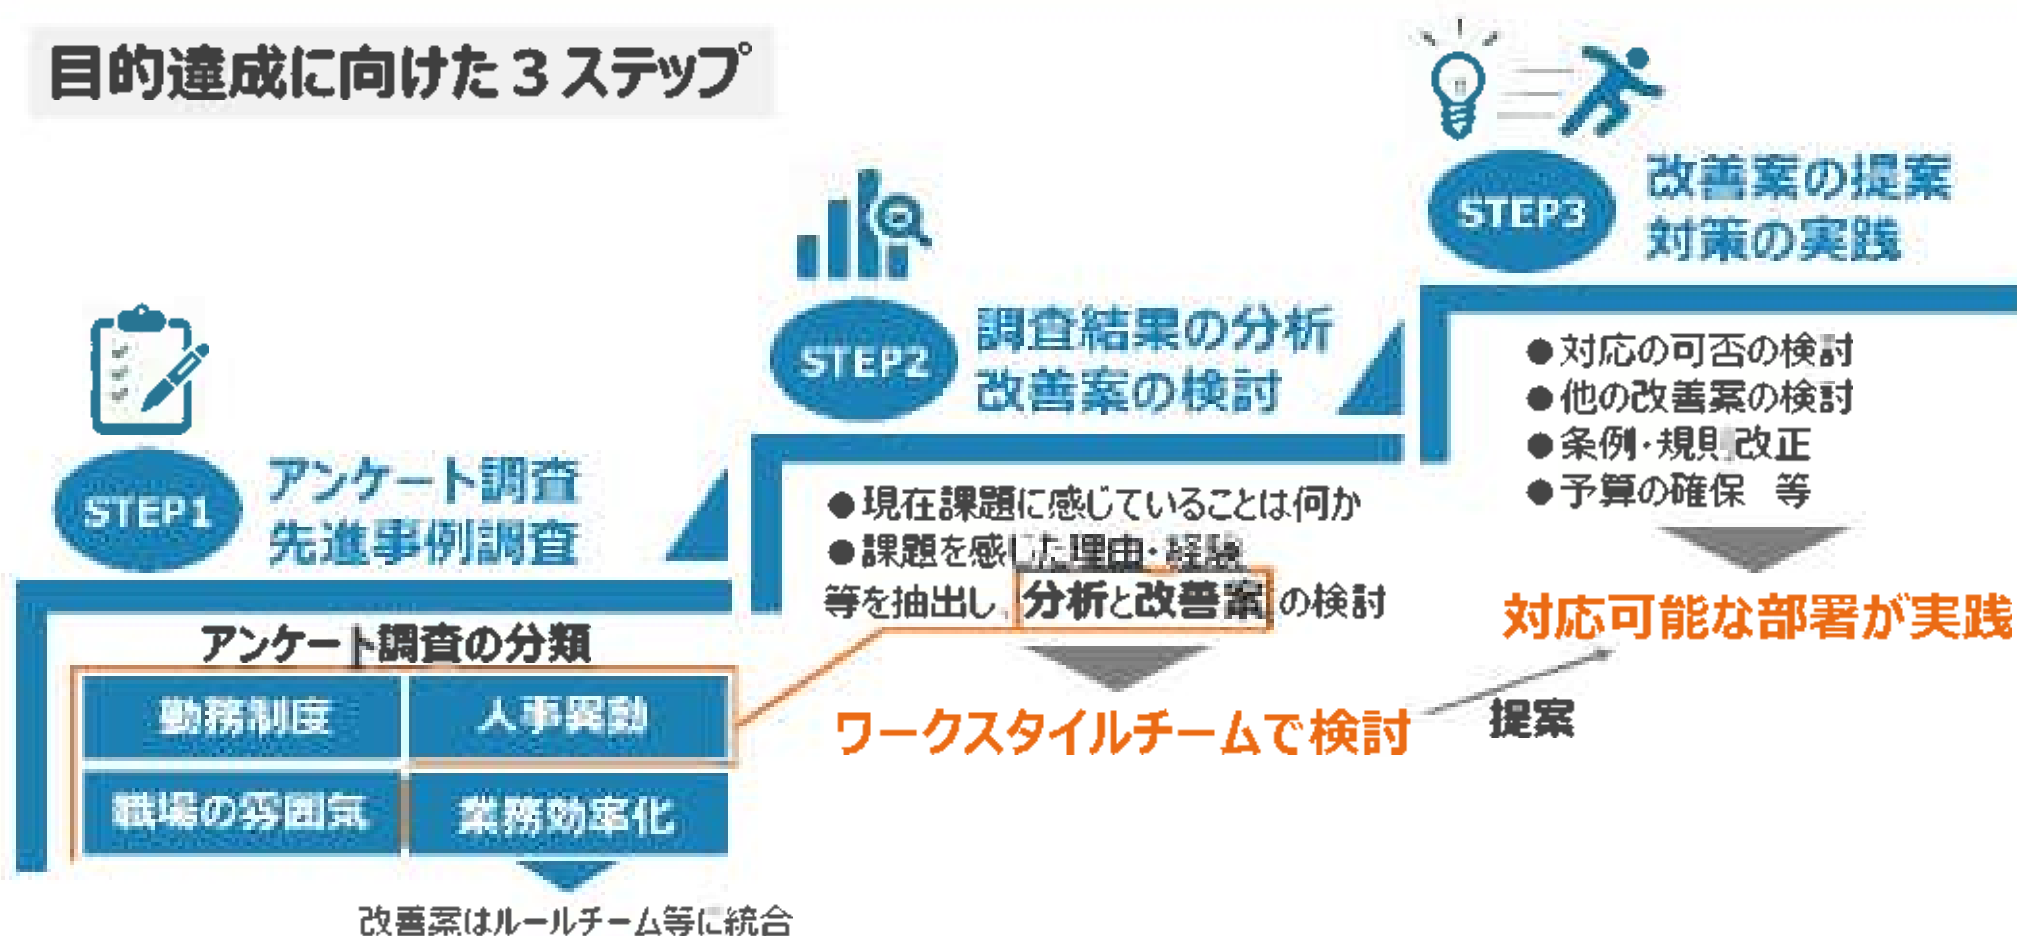 目的達成に向けた3ステップ
STEP1
アンケート調査
先進事例調査
アンケート調査の分類
勤務制度
人事異動
職場の雰囲気
業務効率化
改善案はルールチーム等に統合
STEP2
調査結果の分析
改善案の検討
●現在課題に感じていることは何か
●課題を感じた理由・経験
等を抽出し、分析と改善案の検討
ワークスタイルチームで検討
提案
STEP3
改善案の提案
対策の実践
●対応の可否の検討
●他の改善案の検討
●条例・規則改正
●予算の確保 等
対応可能な部署が実践